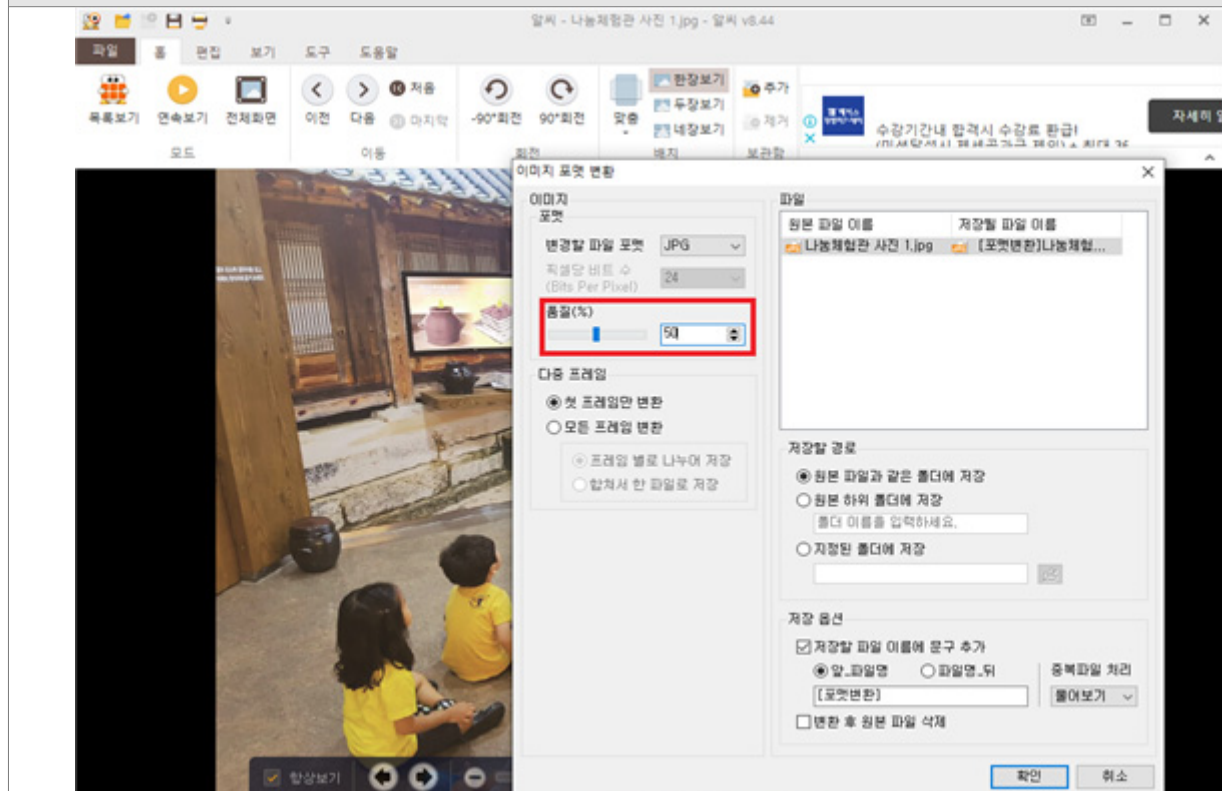 알씨 - 나눔체험관 사진 1.jpg - 알씨 v8.44
파일 홈 편집 보기 도구 도움말
목록보기 연속보기 전체화면
모드
이전 다음 처음 마지막
이동
-90°회전 90°회전
회전
맞춤 한장보기
두장보기
네장보기
배치
추가
제거
보관함
수강기간내 합격시 수강료 환급!
자세히
이미지 포맷 변환
이미지
포맷
변경할 파일 포맷 JPG
픽셀당 비트 수 24
(Bits Per Pixel)
품질(%)
50
다중 프레임
첫 프레임만 변환
모든 프레임 변환
프레임 별로 나누어 저장
합쳐서 한 파일로 저장
파일
원본 파일 이름 저장될 파일 이름
나눔체험관 사진 1.jpg [포맷변환]나눔체험...
저장할 경로
원본 파일과 같은 폴더에 저장
원본 하위 폴더에 저장
폴더 이름을 입력하세요.
지정된 폴더에 저장
저장 옵션
저장할 파일 이름에 문구 추가
앞_파일명 파일명_뒤 중복파일 처리
[포맷변환] 물어보기
변환 후 원본 파일 삭제
확인 취소
항상보기